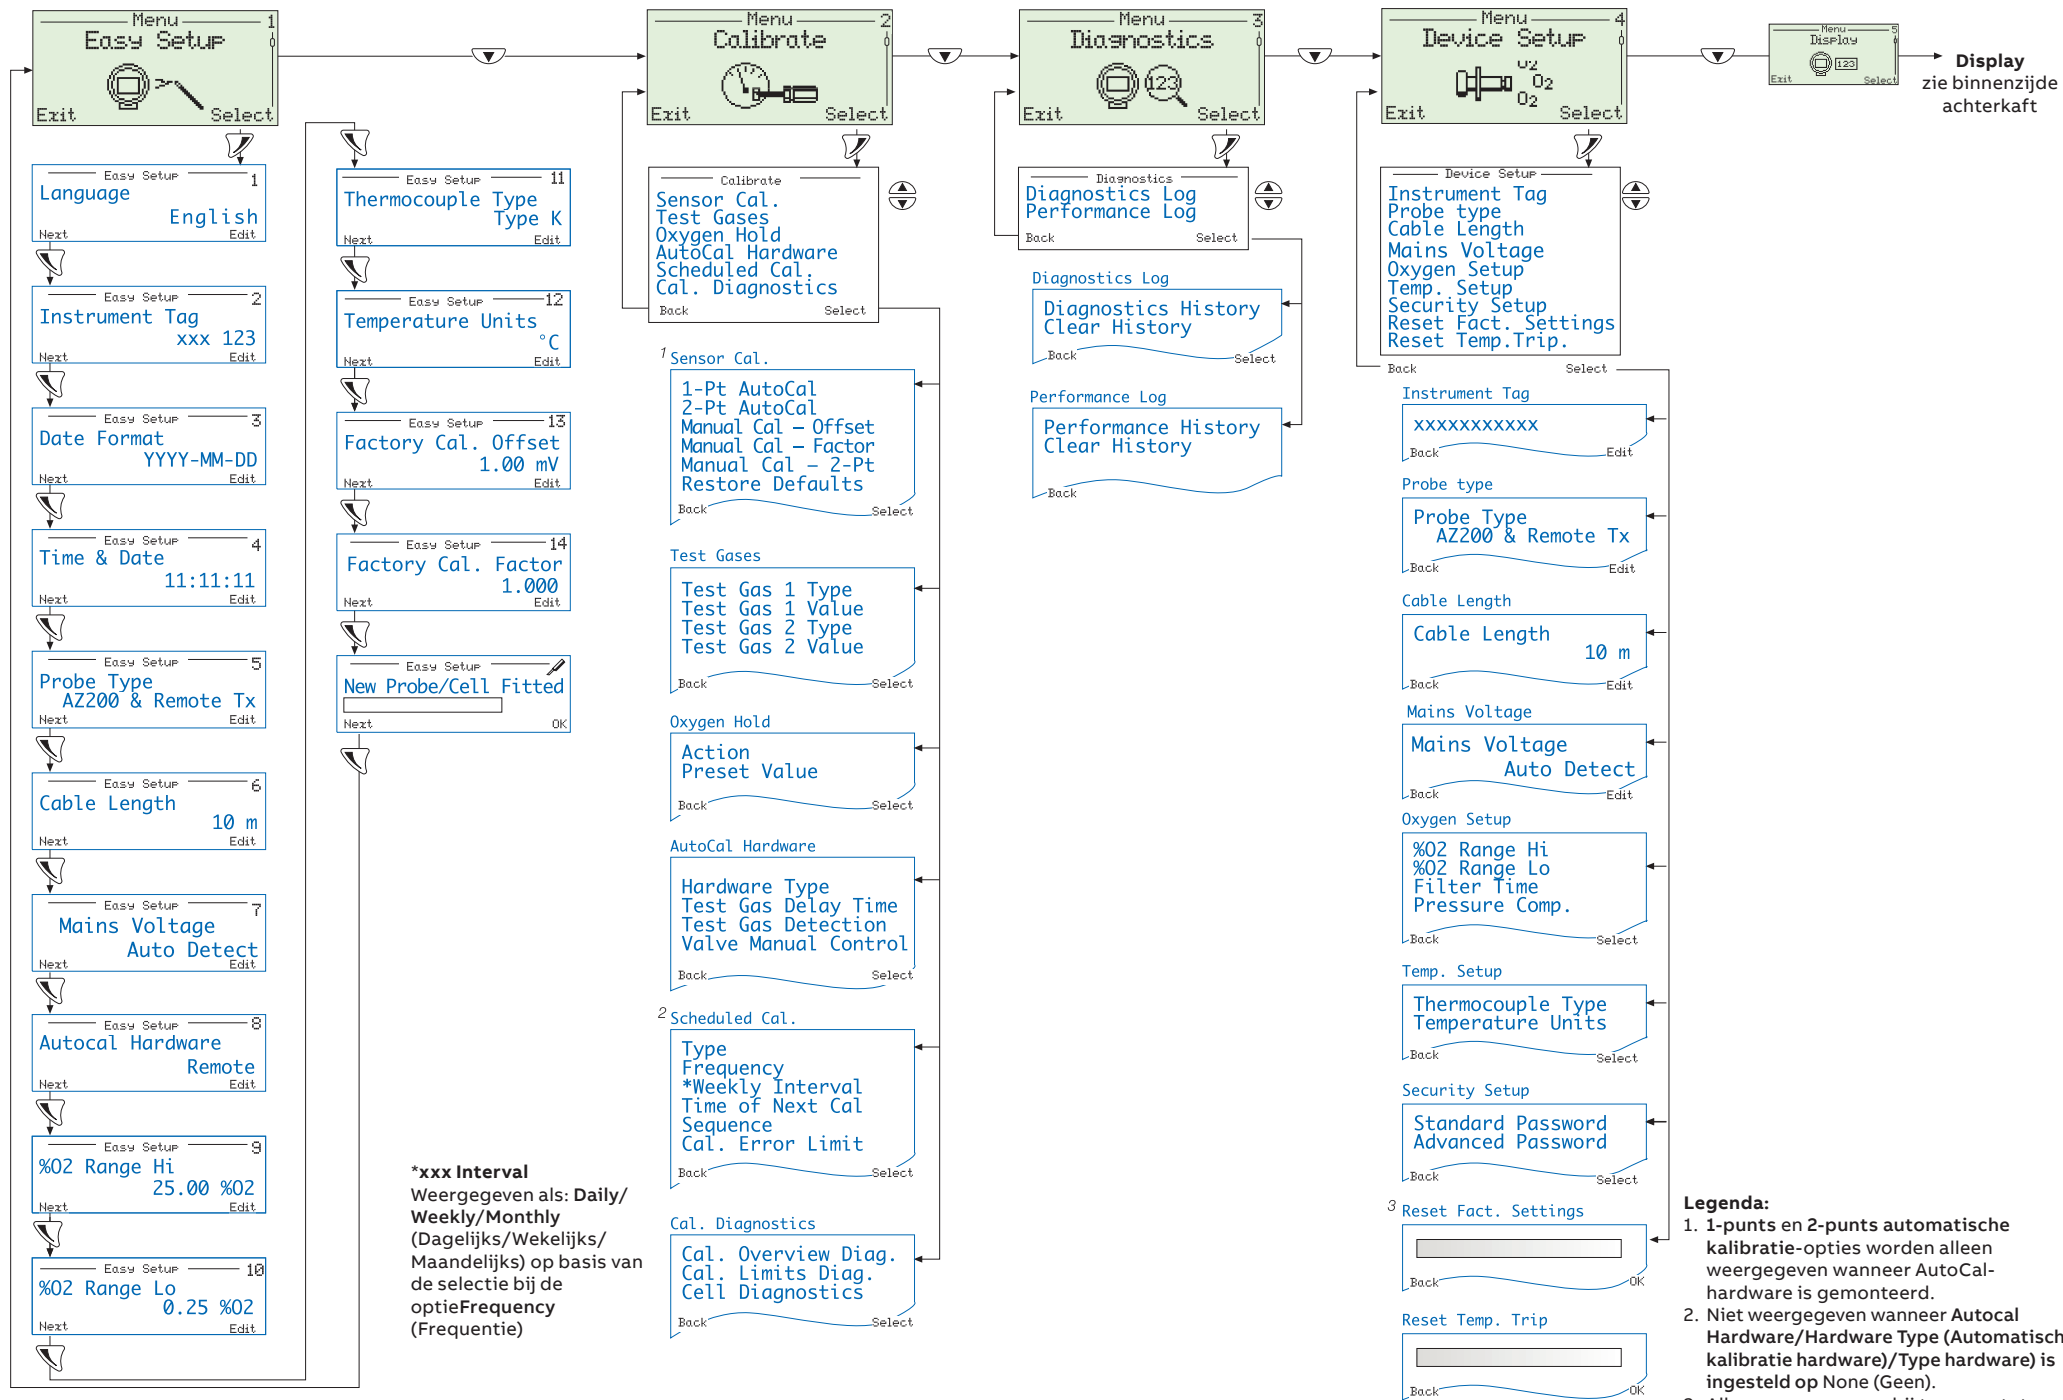 Menu 1
Easy Setup
Exit Select
Easy Setup 1
Language
English
Next Edit
Easy Setup 2
Instrument Tag
xxx 123
Next Edit
Easy Setup 3
Date Format
YYYY-MM-DD
Next Edit
Easy Setup 4
Time & Date
11:11:11
Next Edit
Easy Setup 5
Probe Type
AZ200 & Remote Tx
Next Edit
Easy Setup 6
Cable Length
10 m
Next Edit
Easy Setup 7
Mains Voltage
Auto Detect
Next Edit
Easy Setup 8
Autocal Hardware
Remote
Next Edit
Easy Setup 9
%O2 Range Hi
25.00 %O2
Next Edit
Easy Setup 10
%O2 Range Lo
0.25 %O2
Next Edit
Easy Setup 11
Thermocouple Type
Type K
Next Edit
Easy Setup 12
Temperature Units
°C
Next Edit
Easy Setup 13
Factory Cal. Offset
1.00 mV
Next Edit
Easy Setup 14
Factory Cal. Factor
1.000
Next Edit
Easy Setup
New Probe/Cell Fitted
Next OK
*xxx Interval
Weergegeven als: Daily/
Weekly/Monthly
(Dagelijks/Wekelijks/
Maandelijks) op basis van
de selectie bij de
optieFrequency
(Frequentie)
Menu 2
Calibrate
Exit Select
Calibrate
Sensor Cal.
Test Gases
Oxygen Hold
AutoCal Hardware
Scheduled Cal.
Cal. Diagnostics
Back Select
1 Sensor Cal.
1-Pt AutoCal
2-Pt AutoCal
Manual Cal – Offset
Manual Cal – Factor
Manual Cal – 2-Pt
Restore Defaults
Back Select
Test Gases
Test Gas 1 Type
Test Gas 1 Value
Test Gas 2 Type
Test Gas 2 Value
Back Select
Oxygen Hold
Action
Preset Value
Back Select
AutoCal Hardware
Hardware Type
Test Gas Delay Time
Test Gas Detection
Valve Manual Control
Back Select
2 Scheduled Cal.
Type
Frequency
*Weekly Interval
Time of Next Cal
Sequence
Cal. Error Limit
Back Select
Cal. Diagnostics
Cal. Overview Diag.
Cal. Limits Diag.
Cell Diagnostics
Back Select
Menu 3
Diagnostics
123
Exit Select
Diagnostics
Diagnostics Log
Performance Log
Back Select
Diagnostics Log
Diagnostics History
Clear History
Back Select
Performance Log
Performance History
Clear History
Back
Menu 4
Device Setup
O2
O2
O2
Exit Select
Device Setup
Instrument Tag
Probe type
Cable Length
Mains Voltage
Oxygen Setup
Temp. Setup
Security Setup
Reset Fact. Settings
Reset Temp.Trip.
Back Select
Instrument Tag
xxxxxxxxxxx
Back Edit
Probe type
Probe Type
AZ200 & Remote Tx
Back Edit
Cable Length
Cable Length
10 m
Back Edit
Mains Voltage
Mains Voltage
Auto Detect
Back Edit
Oxygen Setup
%O2 Range Hi
%O2 Range Lo
Filter Time
Pressure Comp.
Back Select
Temp. Setup
Thermocouple Type
Temperature Units
Back Select
Security Setup
Standard Password
Advanced Password
Back Select
3 Reset Fact. Settings
Back OK
Reset Temp. Trip
Back OK
Menu 5
Display
123
Exit Select
Display
zie binnenzijde
achterkaft
Legenda:
1. 1-punts en 2-punts automatische
kalibratie-opties worden alleen
weergegeven wanneer AutoCal-
hardware is gemonteerd.
2. Niet weergegeven wanneer Autocal
Hardware/Hardware Type (Automatisch
kalibratie hardware)/Type hardware) is
ingesteld op None (Geen).